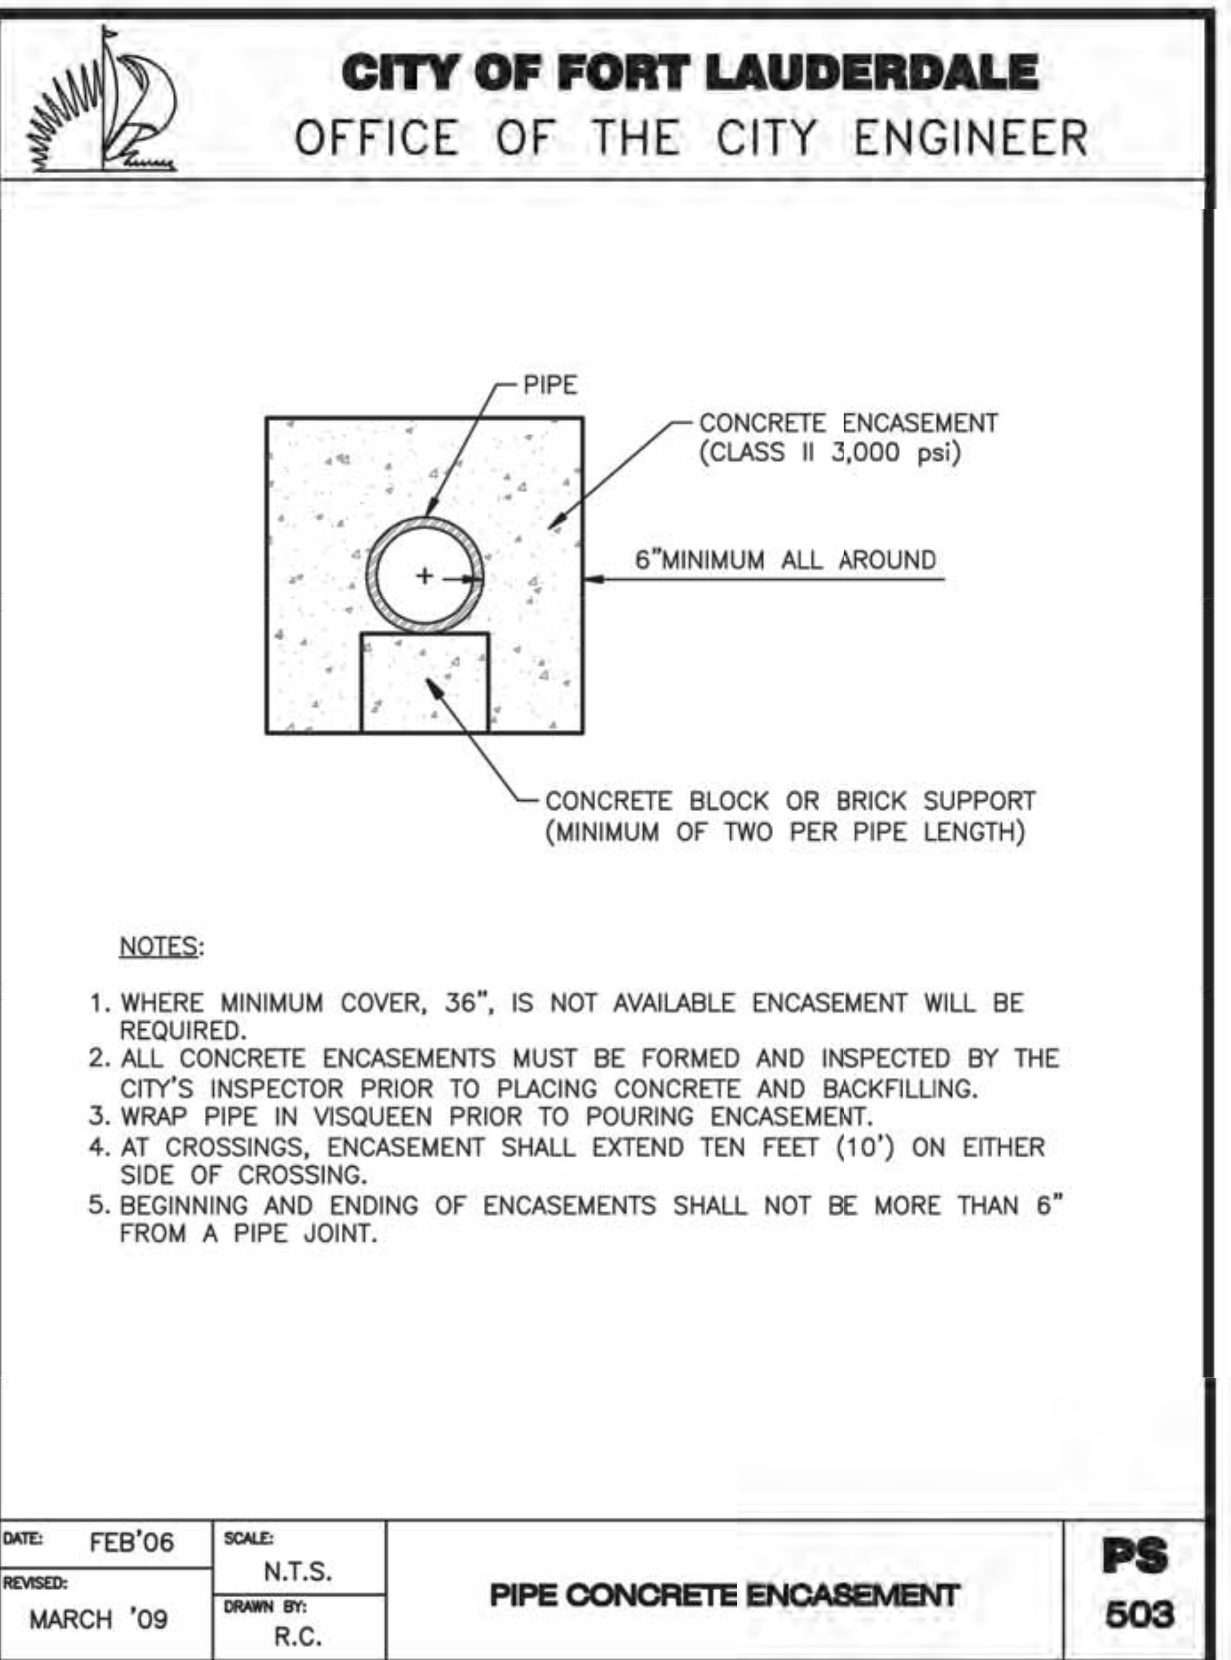 CITY OF FORT LAUDERDALE
OFFICE OF THE CITY ENGINEER
PIPE
CONCRETE ENCASEMENT
(CLASS II 3,000 psi)
6"MINIMUM ALL AROUND
CONCRETE BLOCK OR BRICK SUPPORT
(MINIMUM OF TWO PER PIPE LENGTH)
NOTES:
1. WHERE MINIMUM COVER, 36", IS NOT AVAILABLE ENCASEMENT WILL BE
REQUIRED.
2. ALL CONCRETE ENCASEMENTS MUST BE FORMED AND INSPECTED BY THE
CITY'S INSPECTOR PRIOR TO PLACING CONCRETE AND BACKFILLING.
3. WRAP PIPE IN VISQUEEN PRIOR TO POURING ENCASEMENT.
4. AT CROSSINGS, ENCASEMENT SHALL EXTEND TEN FEET (10') ON EITHER
SIDE OF CROSSING.
5. BEGINNING AND ENDING OF ENCASEMENTS SHALL NOT BE MORE THAN 6"
FROM A PIPE JOINT.
DATE: FEB'06
REVISED:
MARCH '09
SCALE:
N.T.S.
DRAWN BY:
R.C.
PIPE CONCRETE ENCASEMENT
PS
503